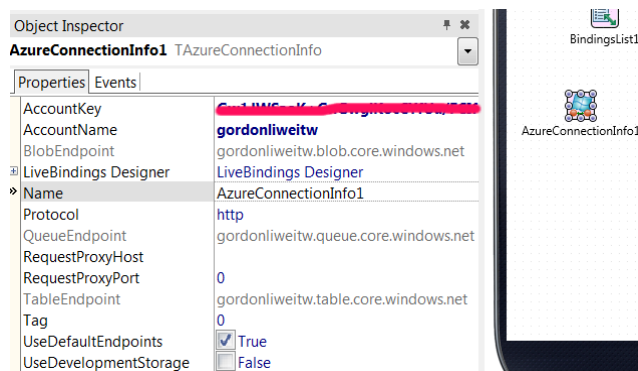 Object Inspector
AzureConnectionInfo1 TAzureConnectionInfo
Properties Events
AccountKey
AccountName gordonliweitw
BlobEndpoint gordonliweitw.blob.core.windows.net
LiveBindings Designer LiveBindings Designer
Name AzureConnectionInfo1
Protocol http
QueueEndpoint gordonliweitw.queue.core.windows.net
RequestProxyHost
RequestProxyPort 0
TableEndpoint gordonliweitw.table.core.windows.net
Tag 0
UseDefaultEndpoints True
UseDevelopmentStorage False
BindingsList1
AzureConnectionInfo1